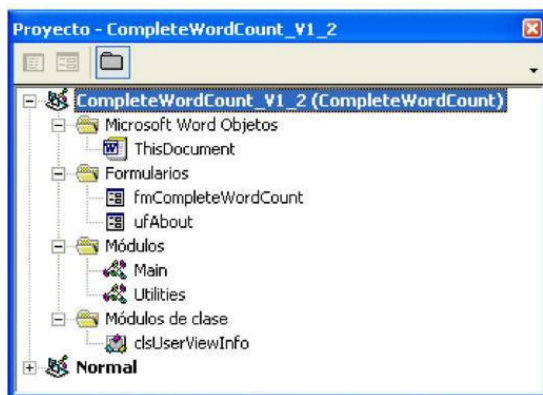 Proyecto - CompleteWordCount_V1_2
CompleteWordCount_V1_2 (CompleteWordCount)
Microsoft Word Objetos
ThisDocument
Formularios
fmCompleteWordCount
ufAbout
Módulos
Main
Utilities
Módulos de clase
clsUserViewInfo
Normal